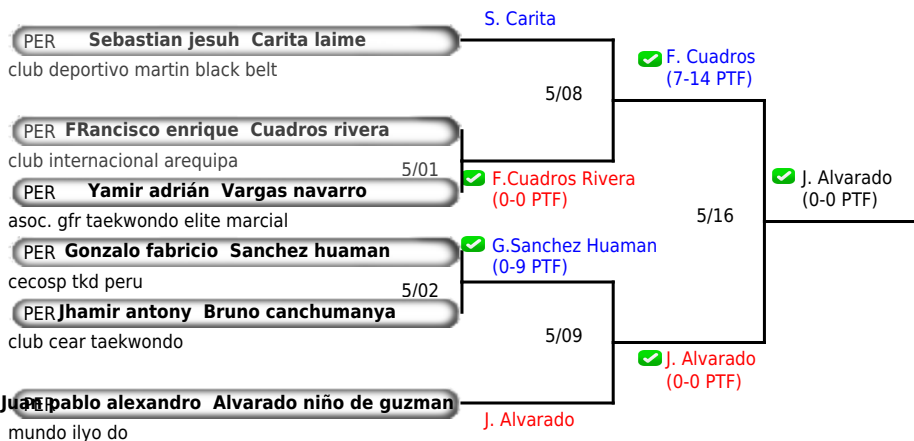 S. Carita
PER Sebastian jesuh Carita laime
club deportivo martin black belt
F. Cuadros
(7-14 PTF)
5/08
PER FRancisco enrique Cuadros rivera
club internacional arequipa
5/01
F.Cuadros Rivera
(0-0 PTF)
PER Yamir adrián Vargas navarro
asoc. gfr taekwondo elite marcial
J. Alvarado
(0-0 PTF)
5/16
PER Gonzalo fabricio Sanchez huaman
cecosp tkd peru
G.Sanchez Huaman
(0-9 PTF)
5/02
PER Jhamir antony Bruno canchumanya
club cear taekwondo
5/09
J. Alvarado
(0-0 PTF)
PER Juan pablo alexandro Alvarado niño de guzman
mundo ilyo do
J. Alvarado